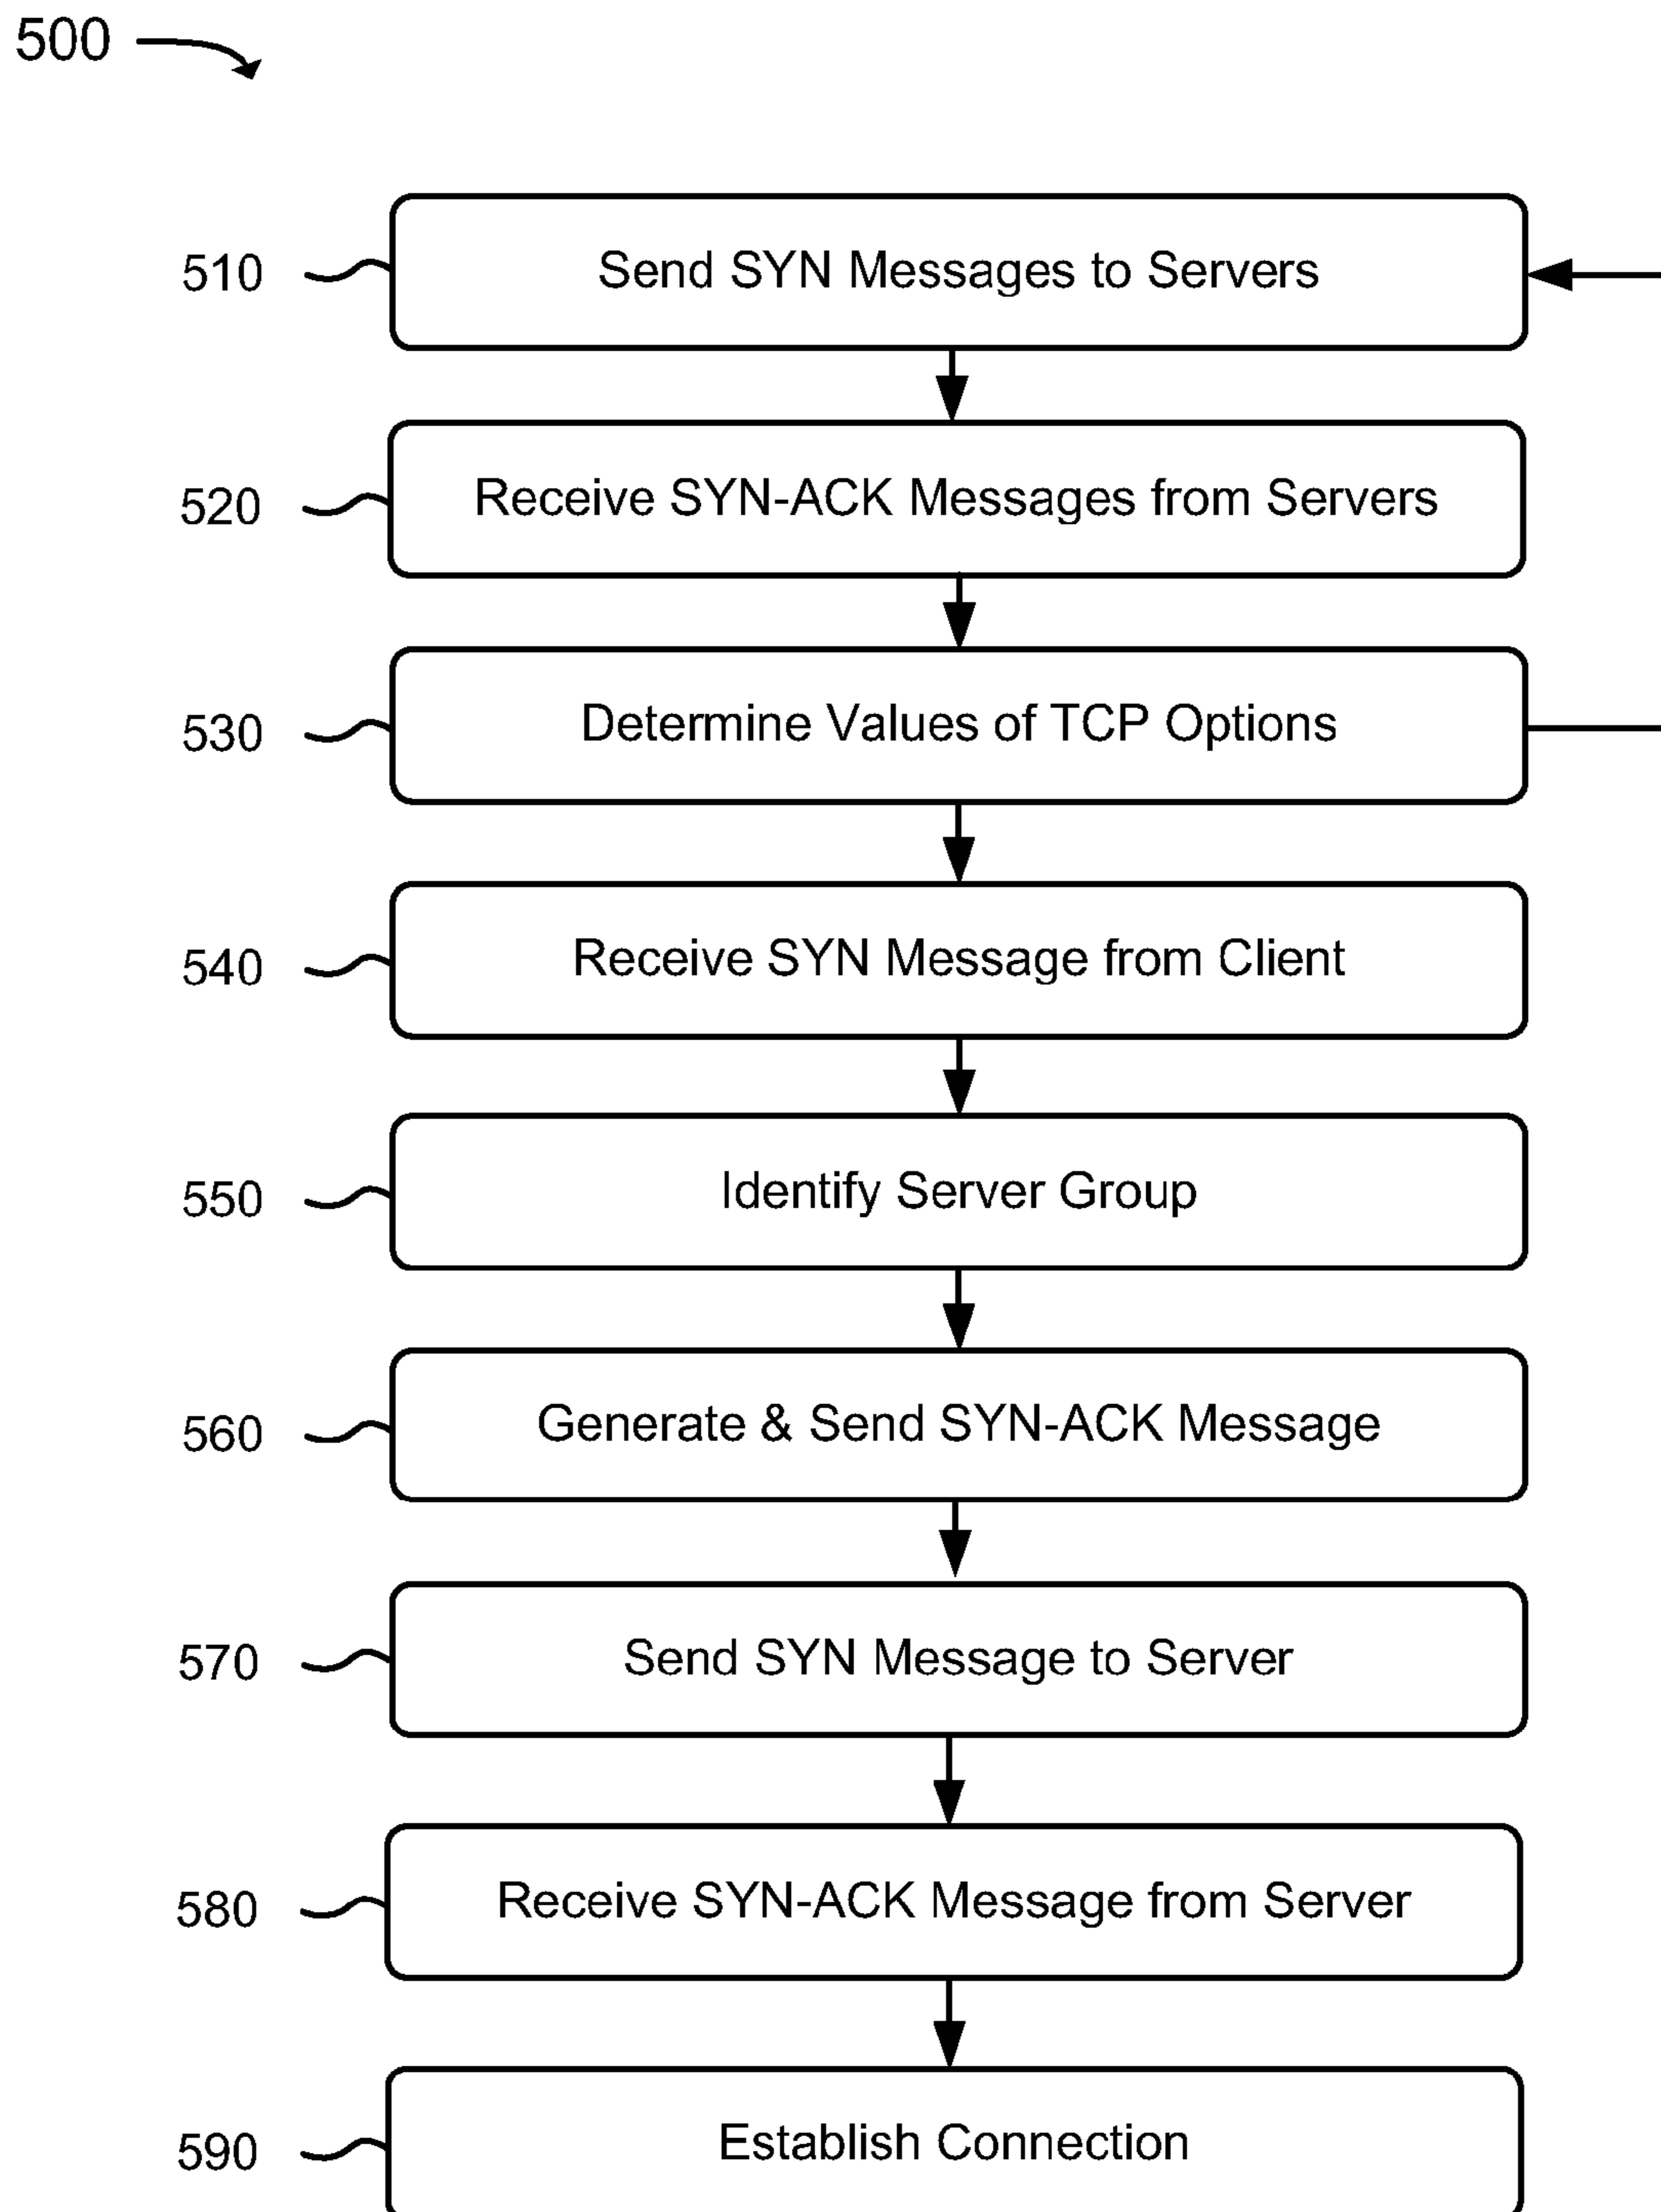 500
510 Send SYN Messages to Servers
520 Receive SYN-ACK Messages from Servers
530 Determine Values of TCP Options
540 Receive SYN Message from Client
550 Identify Server Group
560 Generate & Send SYN-ACK Message
570 Send SYN Message to Server
580 Receive SYN-ACK Message from Server
590 Establish Connection